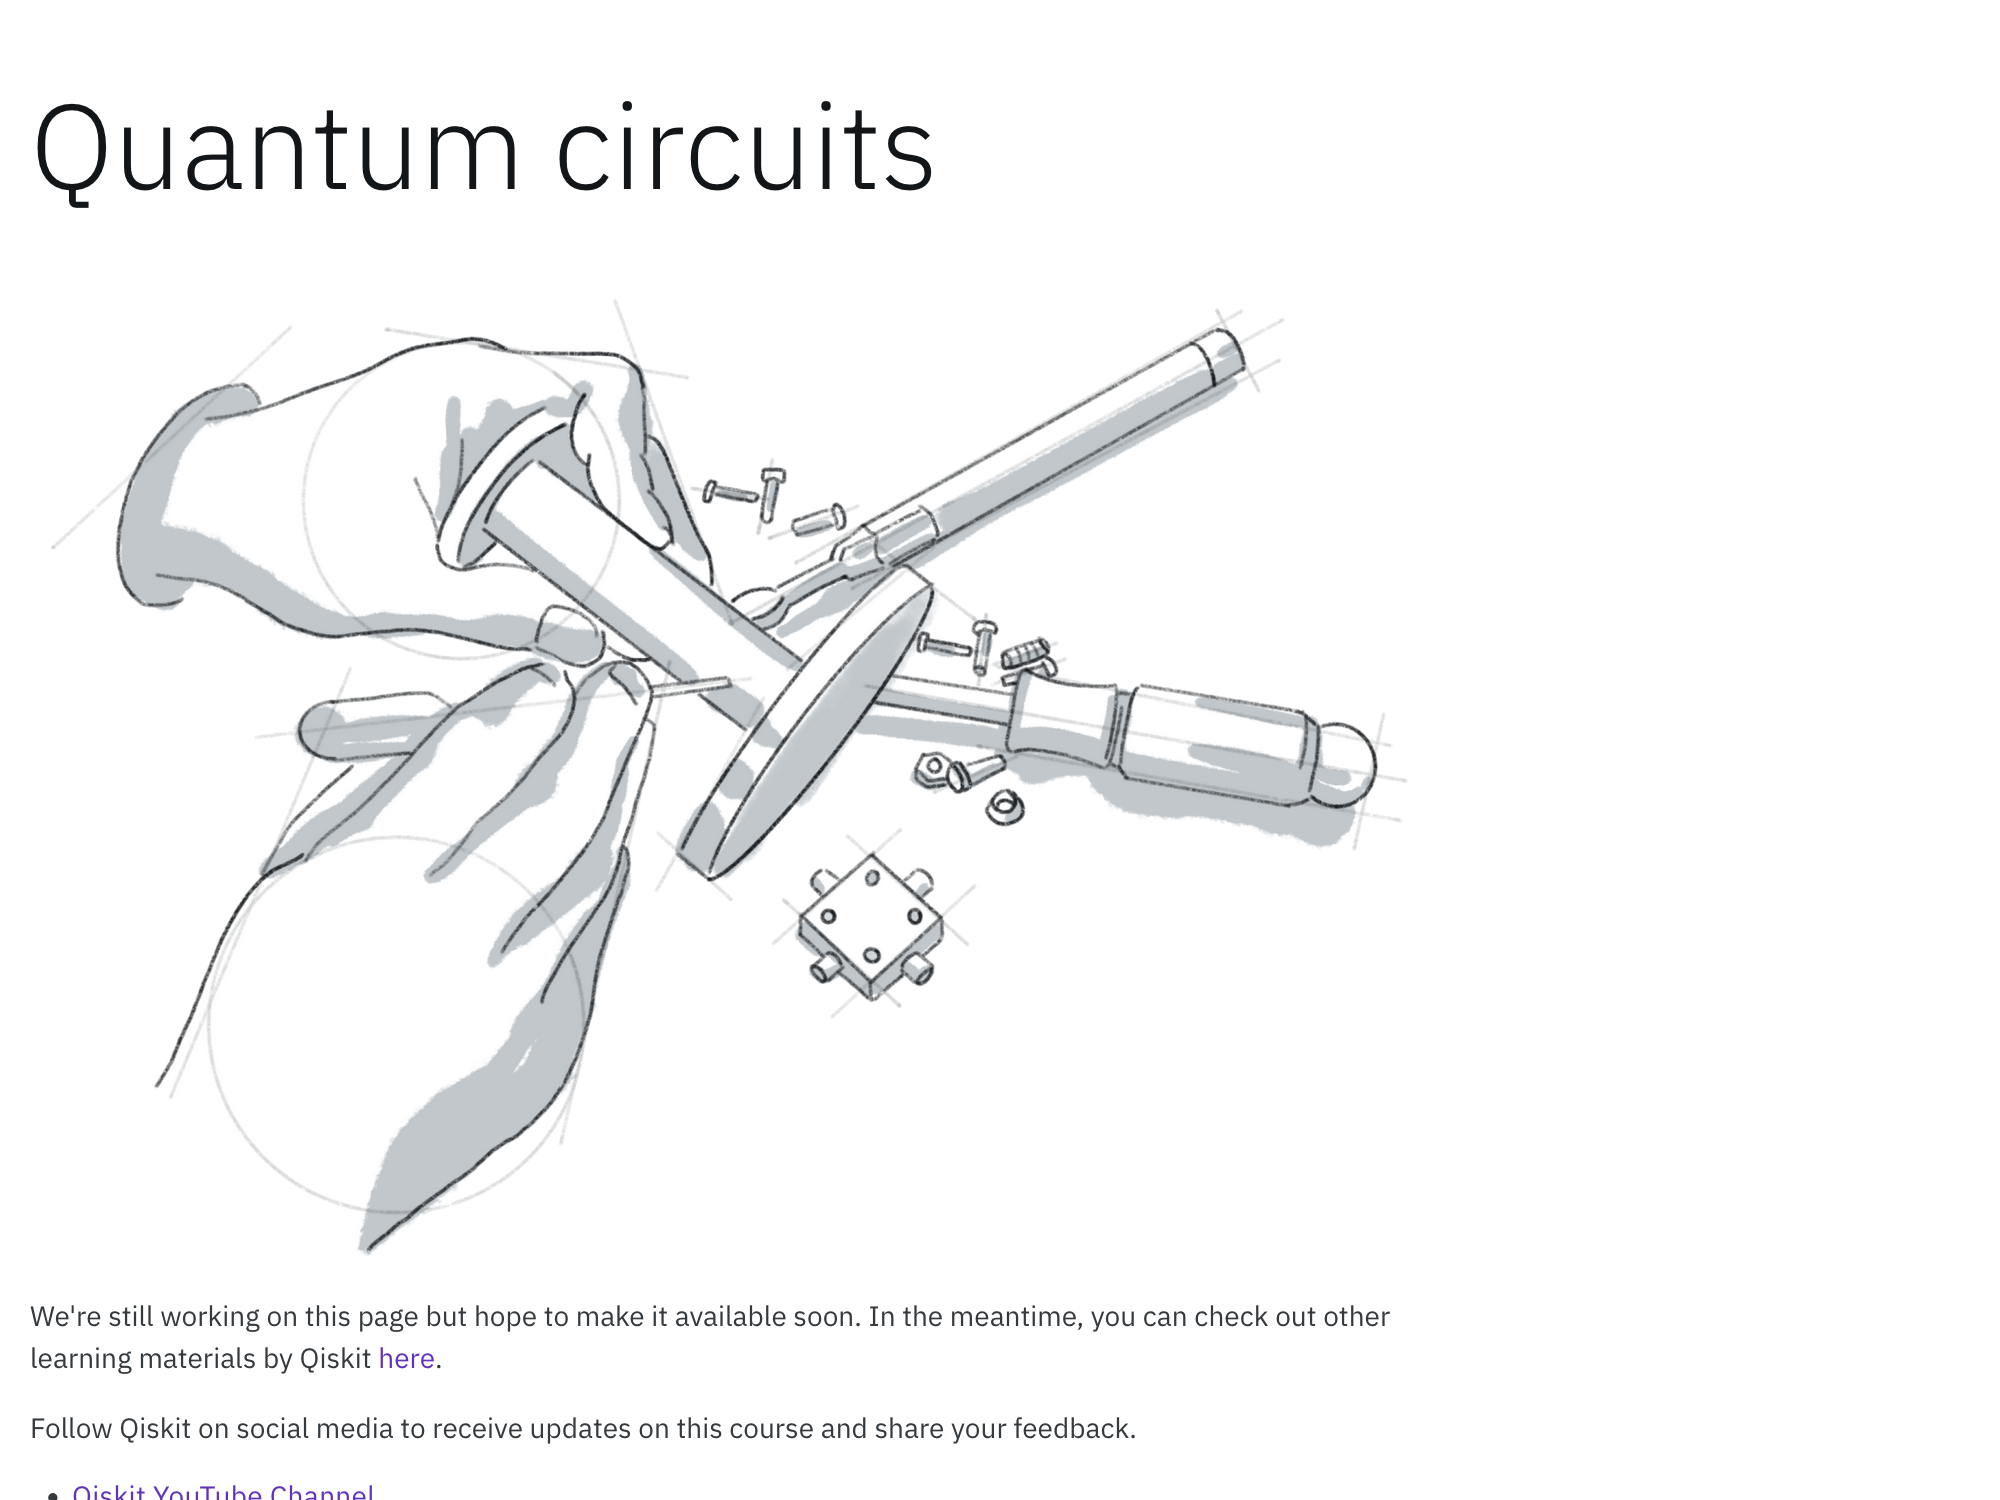 Quantum circuits
We're still working on this page but hope to make it available soon. In the meantime, you can check out other
learning materials by Qiskit here.
Follow Qiskit on social media to receive updates on this course and share your feedback.
• Qiskit YouTube Channel